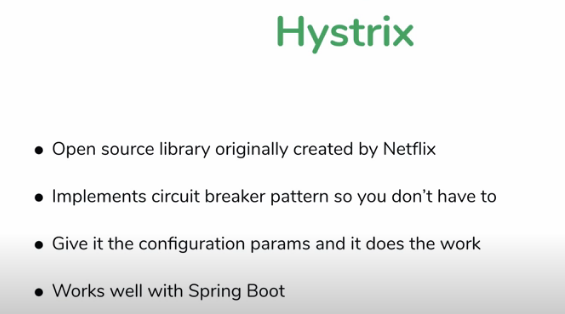 Hystrix
● Open source library originally created by Netflix
● Implements circuit breaker pattern so you don't have to
● Give it the configuration params and it does the work
● Works well with Spring Boot